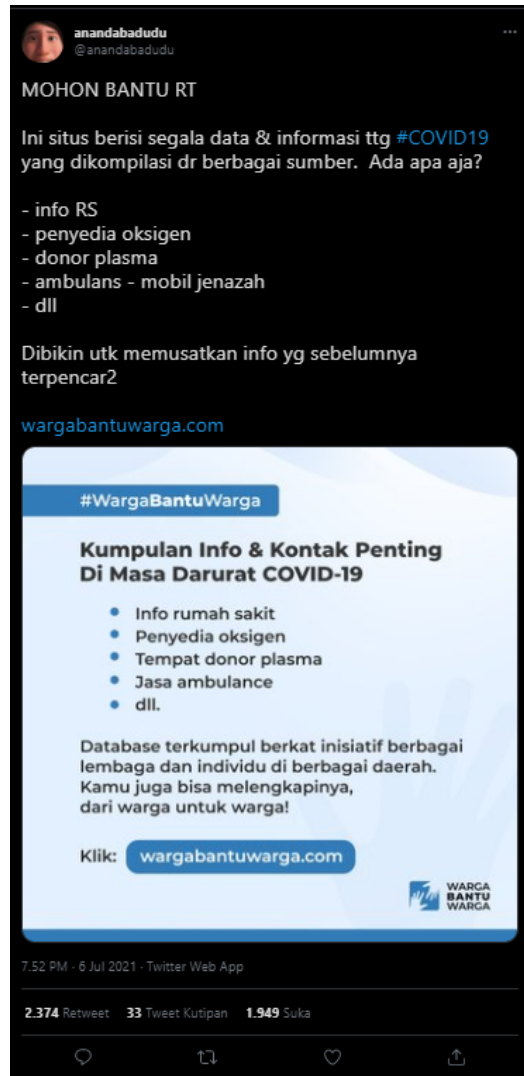 anandabadudu
@anandabadudu
MOHON BANTU RT
Ini situs berisi segala data & informasi ttg #COVID19
yang dikompilasi dr berbagai sumber.  Ada apa aja?
- info RS
- penyedia oksigen
- donor plasma
- ambulans - mobil jenazah
- dll
Dibikin utk memusatkan info yg sebelumnya
terpencar2
wargabantuwarga.com
#WargaBantuWarga
Kumpulan Info & Kontak Penting
Di Masa Darurat COVID-19
• Info rumah sakit
• Penyedia oksigen
• Tempat donor plasma
• Jasa ambulance
• dll.
Database terkumpul berkat inisiatif berbagai
lembaga dan individu di berbagai daerah.
Kamu juga bisa melengkapinya,
dari warga untuk warga!
Klik: wargabantuwarga.com
WARGA
BANTU
WARGA
7.52 PM · 6 Jul 2021 · Twitter Web App
2.374 Retweet 33 Tweet Kutipan 1.949 Suka